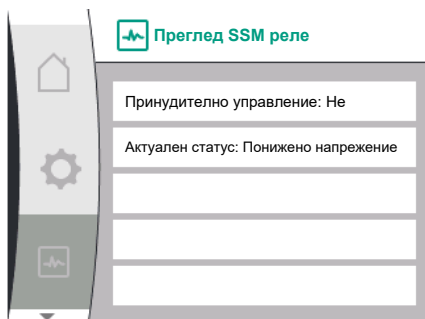 Преглед SSM реле
Принудително управление: Не
Актуален статус: Понижено напрежение